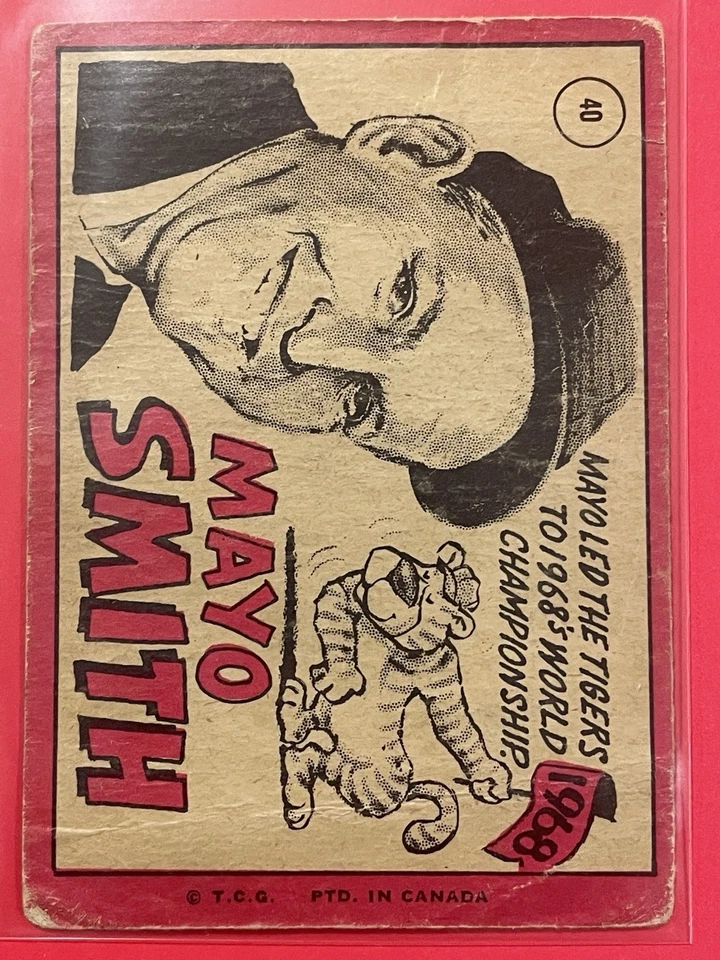 40
MAYO LED THE TIGERS
TO 1968's WORLD
CHAMPIONSHIP.
1968
MAYO
SMITH
© T.C.G. PTD. IN CANADA